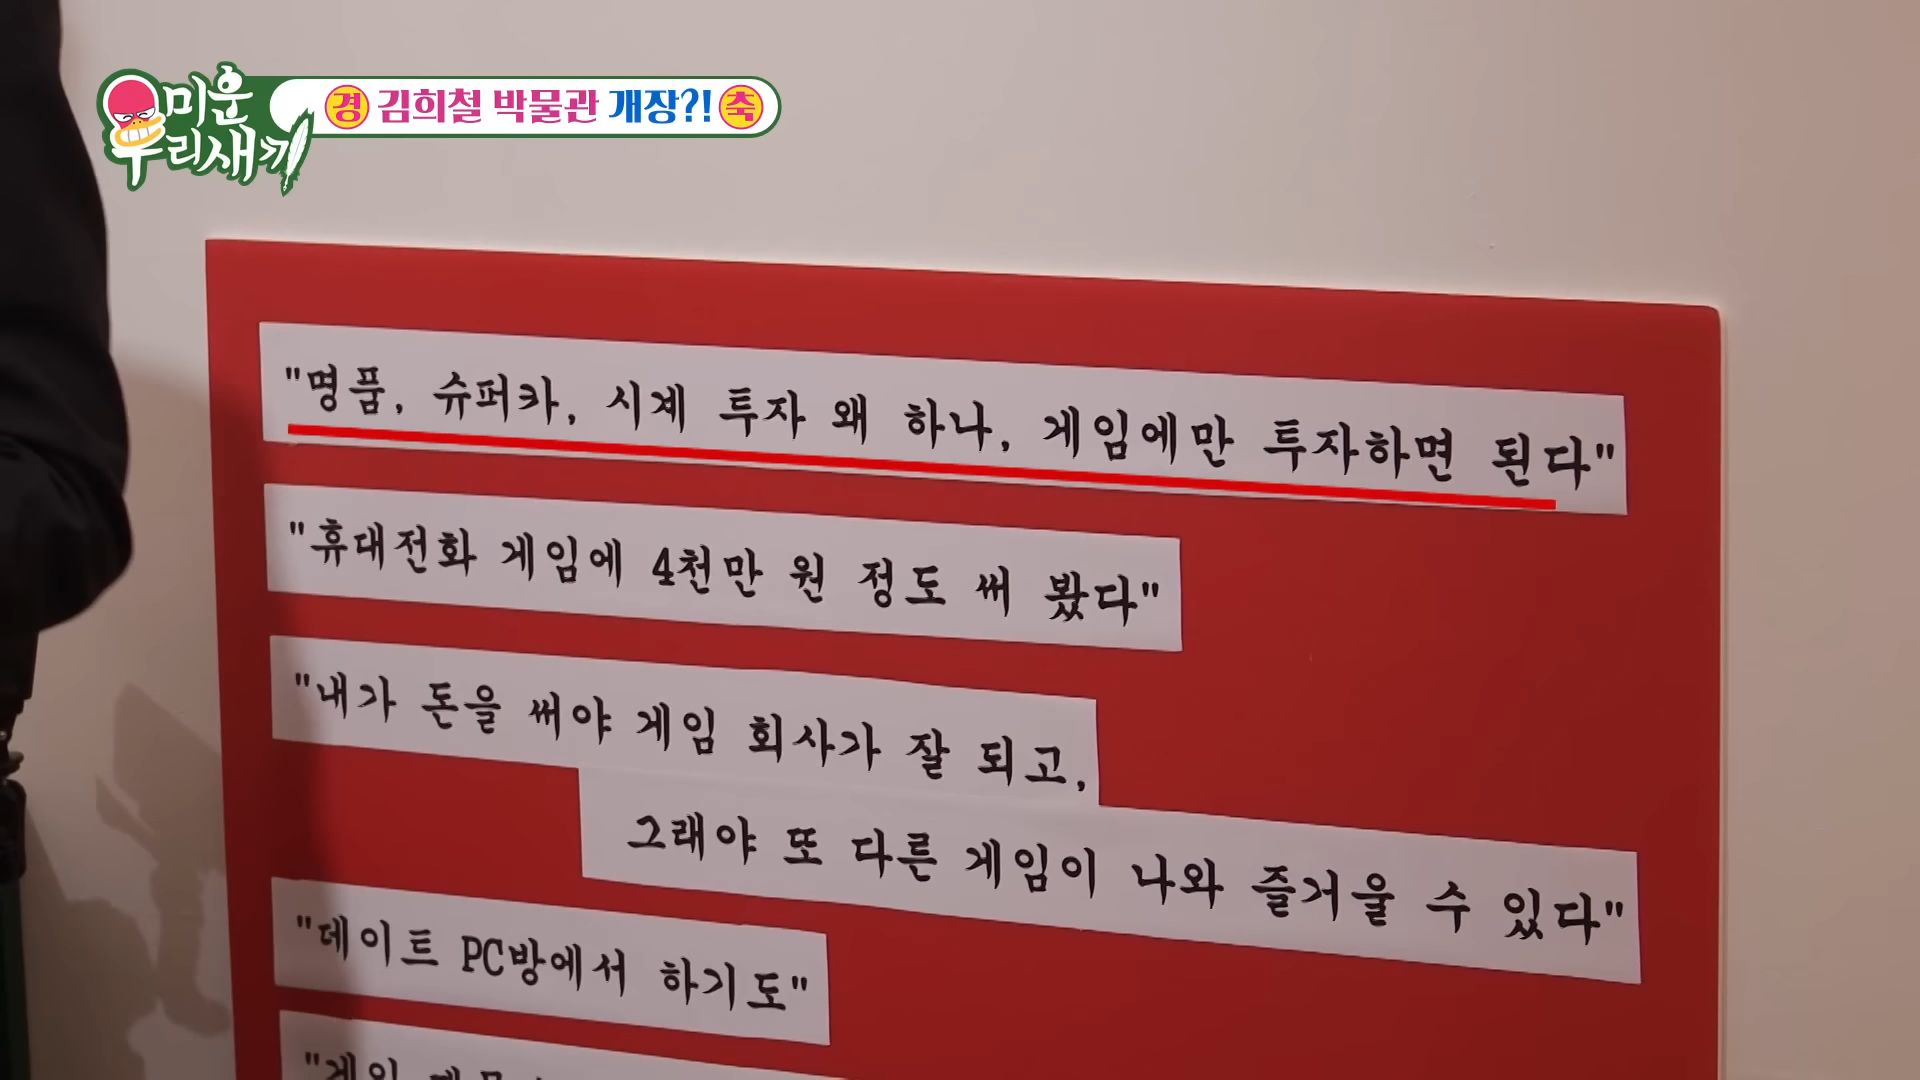 미운
우리새끼
경 김희철 박물관 개장?! 축
"명품, 슈퍼카, 시계 투자 왜 하나, 게임에만 투자하면 된다"
"휴대전화 게임에 4천만 원 정도 써 봤다"
"내가 돈을 써야 게임 회사가 잘 되고,
그래야 또 다른 게임이 나와 즐거울 수 있다"
"데이트 PC방에서 하기도"
"게임